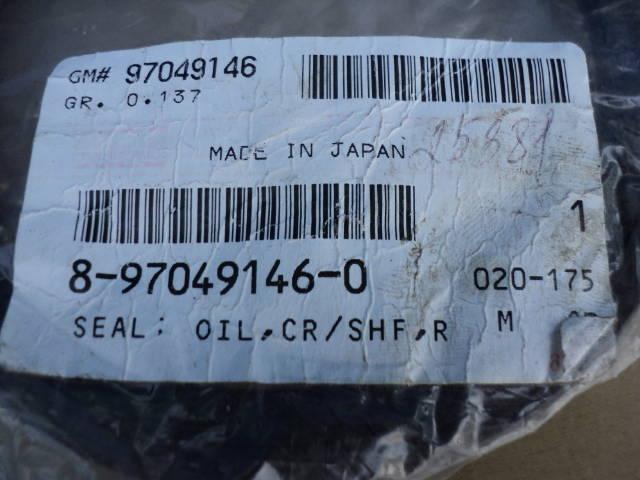 GM# 97049146
GR. 0.137
MADE IN JAPAN
1
8-97049146-0
020-175
SEAL: OIL,CR/SHF,R M